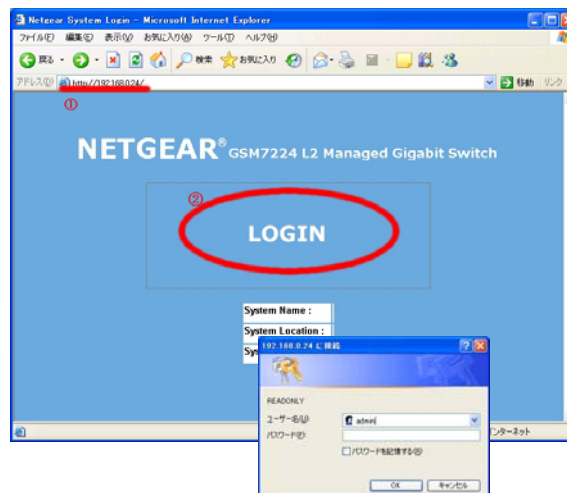 Netgear System Login - Microsoft Internet Explorer
ファイル(F) 編集(E) 表示(V) お気に入り(A) ツール(T) ヘルプ(H)
戻る 検索 お気に入り
アドレス(D) http://192.168.0.24/ 移動 リンク
①
NETGEAR® GSM7224 L2 Managed Gigabit Switch
②
LOGIN
System Name :
System Location :
Sys
192.168.0.24 に接続
READONLY
ユーザー名(U) admin
パスワード(P)
パスワードを記憶する(R)
OK キャンセル
インターネット